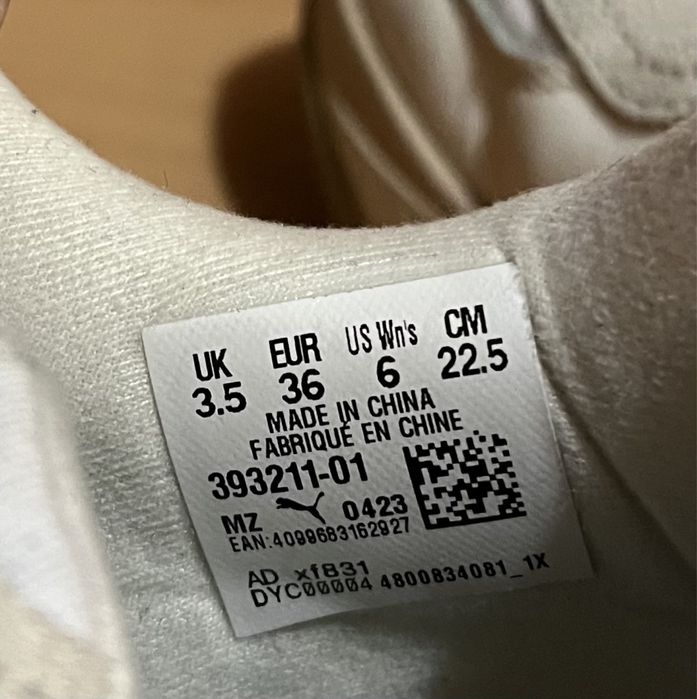 UK EUR US Wn's CM
3.5 36 6 22.5
MADE IN CHINA
FABRIQUÉ EN CHINE
393211-01
MZ 0423
EAN:4099683162927
AD xf831
DYC00004 4800834081_1X